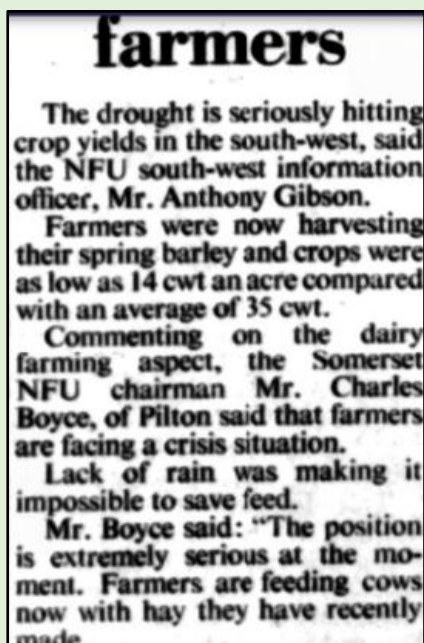 farmers
The drought is seriously hitting
crop yields in the south-west, said
the NFU south-west information
officer, Mr. Anthony Gibson.
Farmers were now harvesting
their spring barley and crops were
as low as 14 cwt an acre compared
with an average of 35 cwt.
Commenting on the dairy
farming aspect, the Somerset
NFU chairman Mr. Charles
Boyce, of Pilton said that farmers
are facing a crisis situation.
Lack of rain was making it
impossible to save feed.
Mr. Boyce said: "The position
is extremely serious at the mo-
ment. Farmers are feeding cows
now with hay they have recently
made